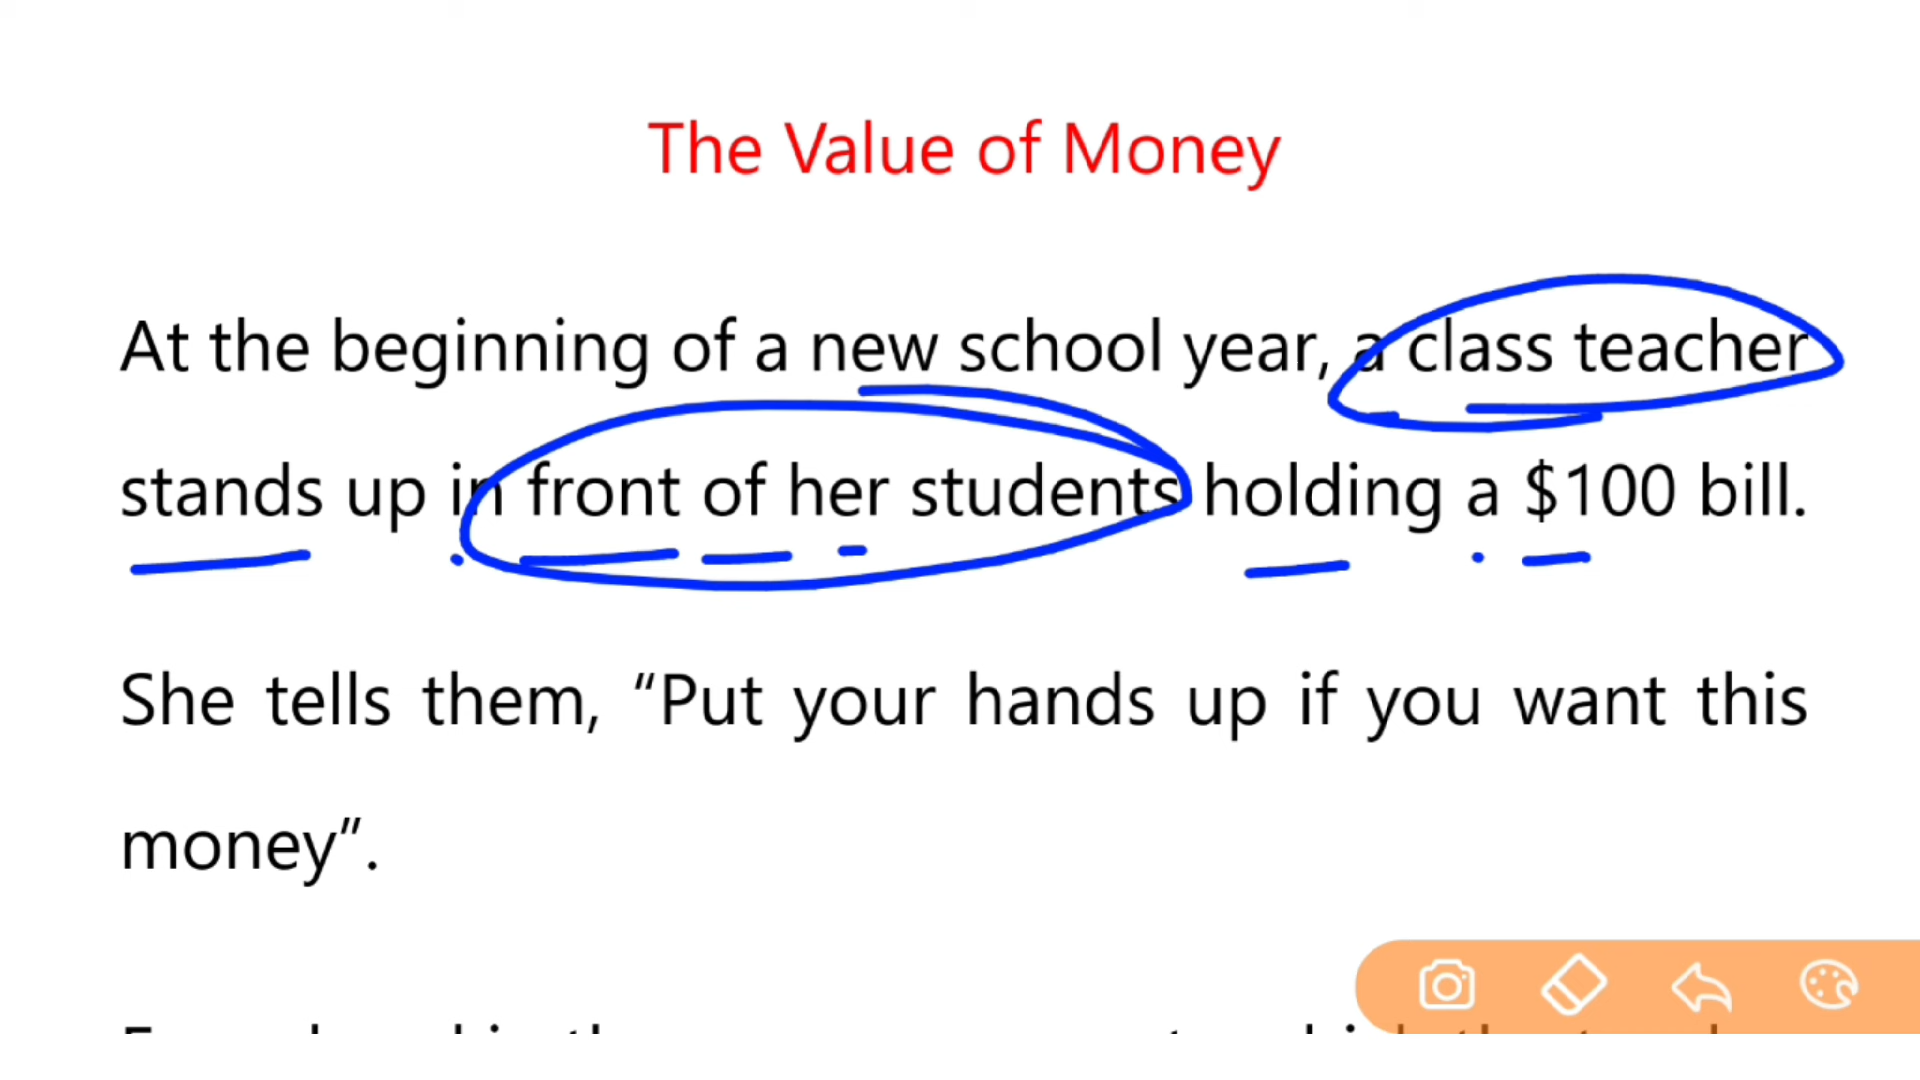 The Value of Money
At the beginning of a new school year, a class teacher
stands up in front of her students holding a $100 bill.
She tells them, “Put your hands up if you want this
money”.